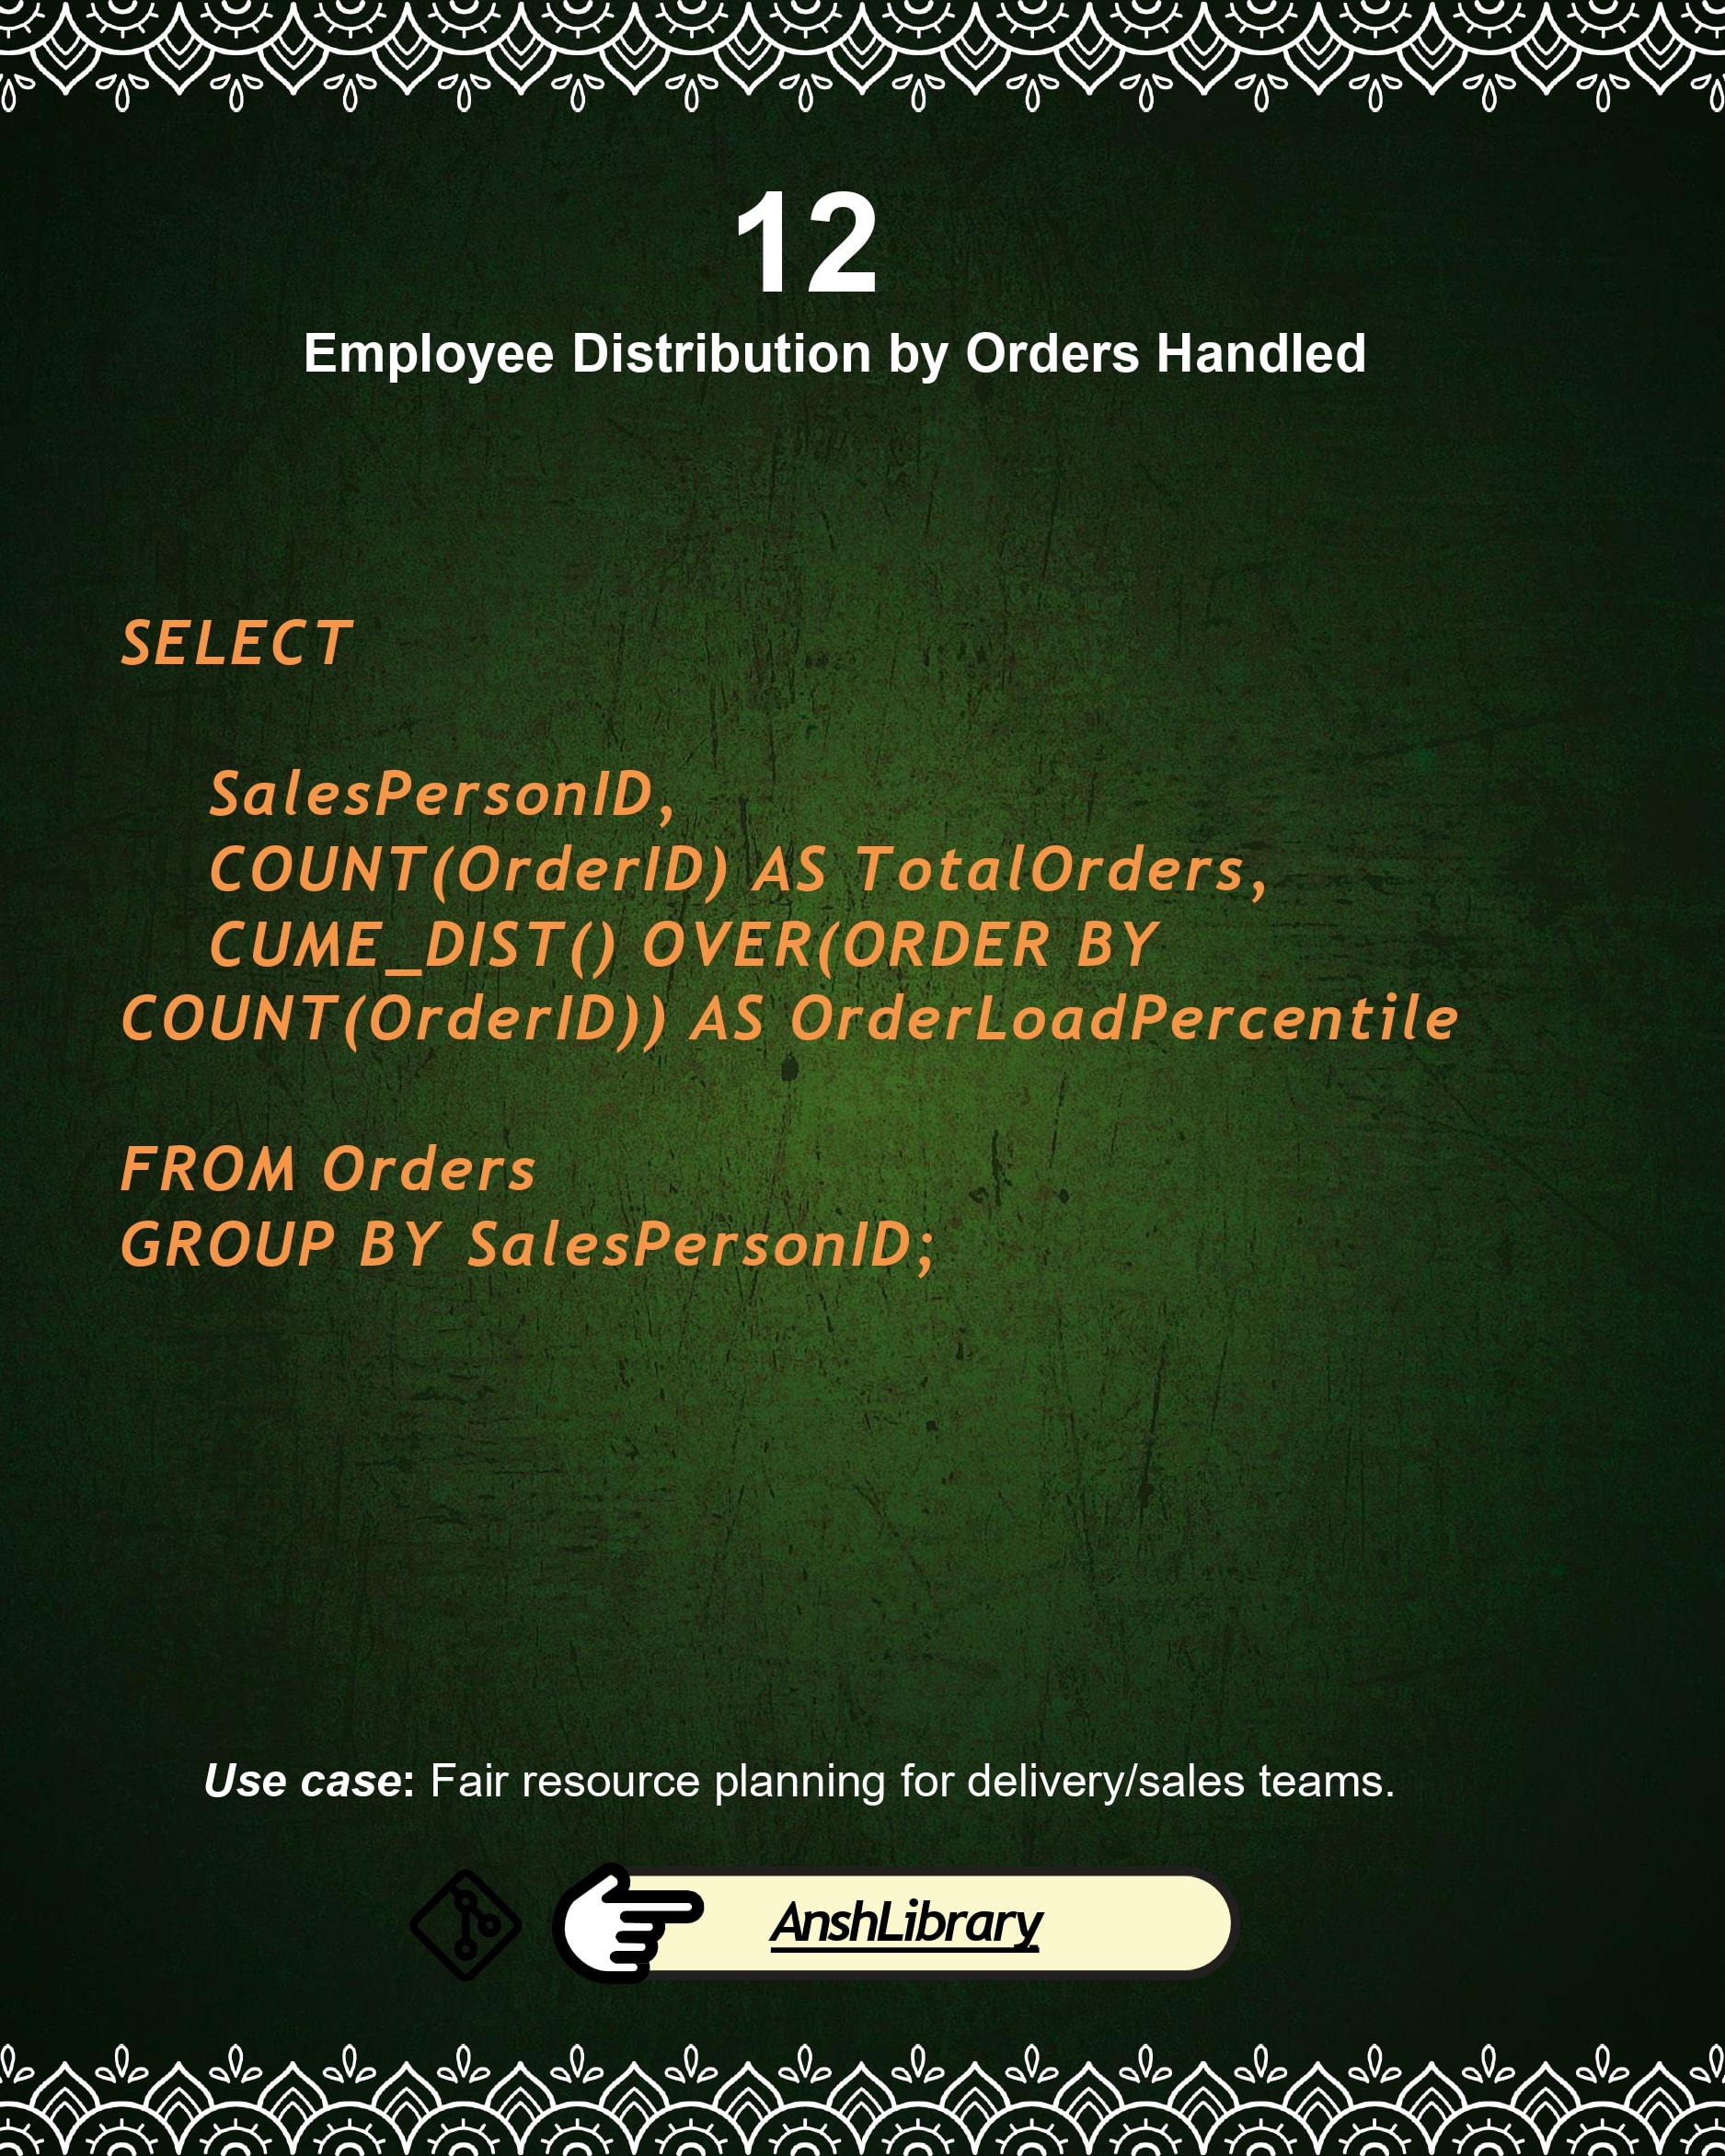 12
Employee Distribution by Orders Handled
SELECT
SalesPersonID,
COUNT(OrderID) AS TotalOrders,
CUME_DIST() OVER(ORDER BY
COUNT(OrderID)) AS OrderLoadPercentile
FROM Orders
GROUP BY SalesPersonID;
Use case: Fair resource planning for delivery/sales teams.
AnshLibrary